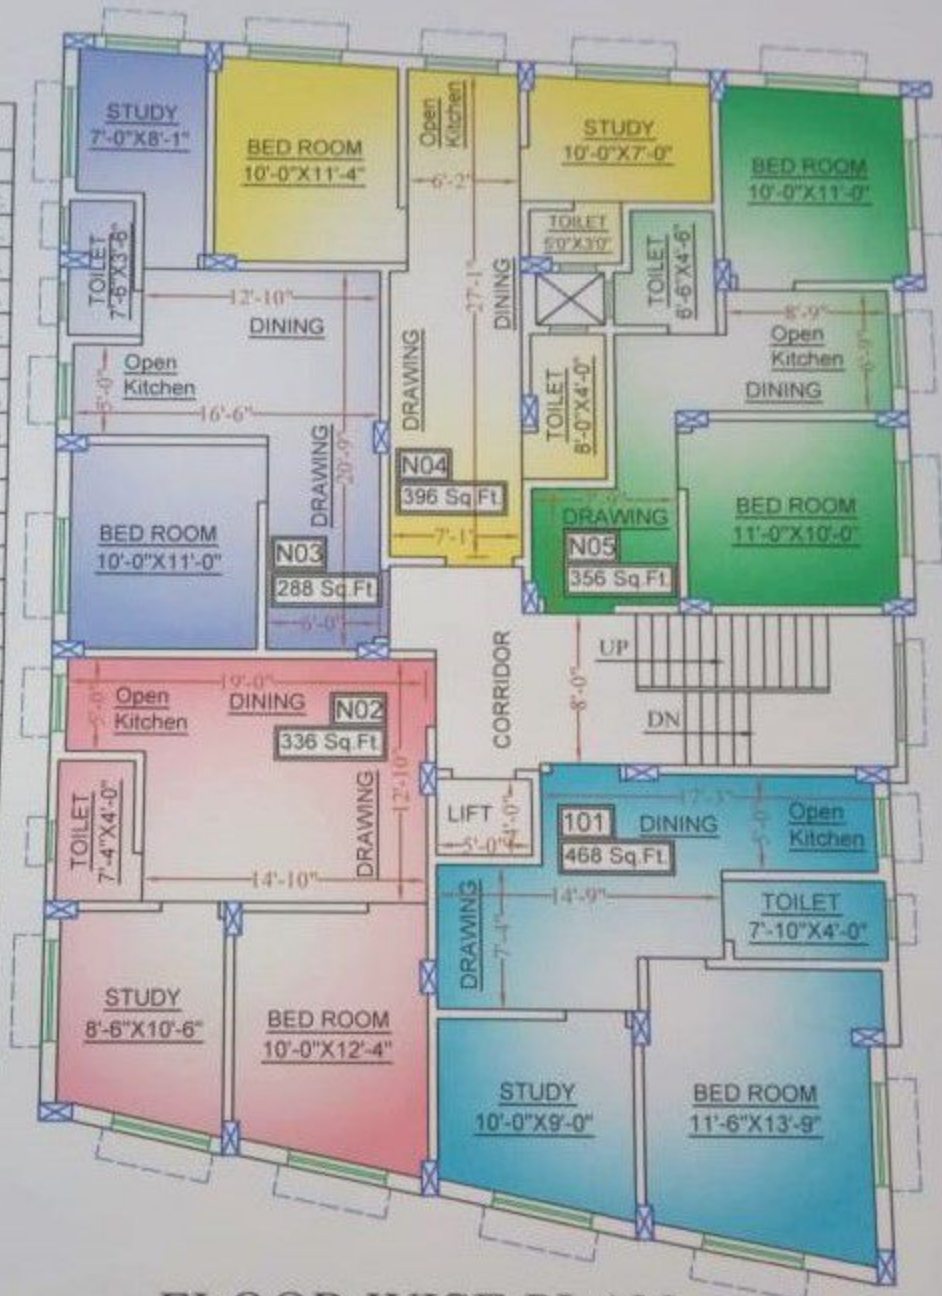 STUDY
7'-0"X8'-1"
BED ROOM
10'-0"X11'-4"
Open
Kitchen
6'-2"
STUDY
10'-0"X7'-0"
BED ROOM
10'-0"X11'-0"
TOILET
7'-6"X3'-6"
12'-10"
DINING
Open
Kitchen
5'-0"
16'-6"
DRAWING
20'-9"
DRAWING
DINING
27'-1"
TOILET
5'0"X3'0"
TOILET
6'-6"X4'-6"
8'-9"
Open
Kitchen
6'-9"
DINING
TOILET
8'-0"X4'-0"
N04
396 Sq.Ft.
7'-1"
BED ROOM
10'-0"X11'-0"
N03
288 Sq.Ft.
6'-0"
DRAWING
N05
356 Sq.Ft.
BED ROOM
11'-0"X10'-0"
CORRIDOR
8'-0"
UP
DN
19'-0"
5'-0"
Open
Kitchen
DINING
N02
336 Sq.Ft.
12'-10"
DRAWING
TOILET
7'-4"X4'-0"
14'-10"
LIFT
4'-0"
5'-0"
17'-3"
101
DINING
468 Sq.Ft.
5'-0"
Open
Kitchen
14'-9"
DRAWING
7'-4"
TOILET
7'-10"X4'-0"
STUDY
8'-6"X10'-6"
BED ROOM
10'-0"X12'-4"
STUDY
10'-0"X9'-0"
BED ROOM
11'-6"X13'-9"